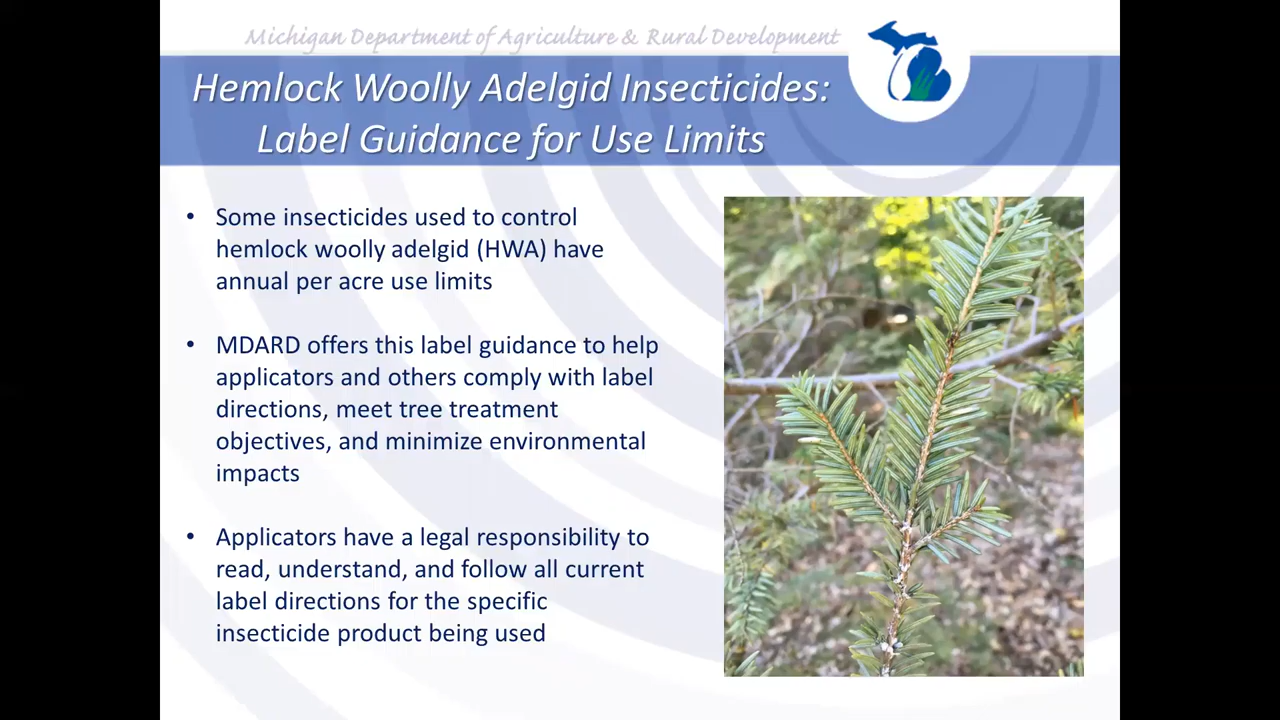 Michigan Department of Agriculture & Rural Development
Hemlock Woolly Adelgid Insecticides:
Label Guidance for Use Limits
• Some insecticides used to control
hemlock woolly adelgid (HWA) have
annual per acre use limits
• MDARD offers this label guidance to help
applicators and others comply with label
directions, meet tree treatment
objectives, and minimize environmental
impacts
• Applicators have a legal responsibility to
read, understand, and follow all current
label directions for the specific
insecticide product being used